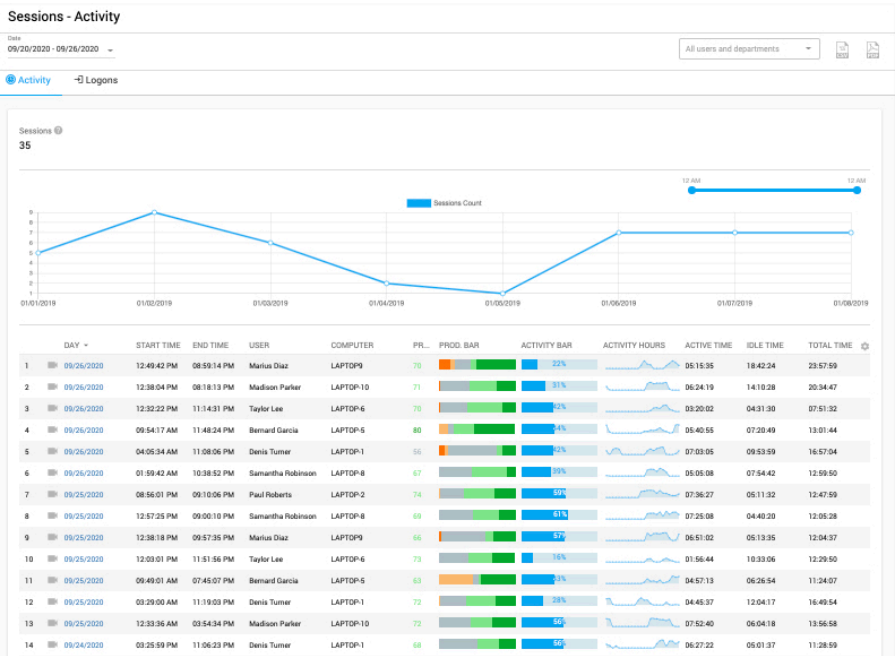 Sessions - Activity
Date
09/20/2020 - 09/26/2020
All users and departments
Activity Logons
Sessions
35
12 AM 12 AM
Sessions Count
9
8
7
6
5
4
3
2
1
01/01/2019 01/02/2019 01/03/2019 01/04/2019 01/05/2019 01/06/2019 01/07/2019 01/08/2019
DAY START TIME END TIME USER COMPUTER PR... PROD. BAR ACTIVITY BAR ACTIVITY HOURS ACTIVE TIME IDLE TIME TOTAL TIME
1 09/26/2020 12:49:42 PM 08:59:14 PM Marius Diaz LAPTOP9 70 22% 05:15:35 18:42:24 23:57:59
2 09/26/2020 12:38:04 PM 08:18:13 PM Madison Parker LAPTOP-10 71 31% 06:24:19 14:10:28 20:34:47
3 09/26/2020 12:32:22 PM 11:14:31 PM Taylor Lee LAPTOP-6 70 42% 03:20:02 04:31:30 07:51:32
4 09/26/2020 09:54:17 AM 11:48:24 PM Bernard Garcia LAPTOP-5 80 54% 05:40:55 07:20:49 13:01:44
5 09/26/2020 04:05:34 AM 11:08:06 PM Denis Turner LAPTOP-1 56 42% 07:03:05 09:53:59 16:57:04
6 09/26/2020 01:59:42 AM 10:38:52 PM Samantha Robinson LAPTOP-8 67 39% 05:05:08 07:54:42 12:59:50
7 09/25/2020 08:56:01 PM 09:10:06 PM Paul Roberts LAPTOP-2 74 59% 07:36:27 05:11:32 12:47:59
8 09/25/2020 12:57:25 PM 09:00:10 PM Samantha Robinson LAPTOP-8 69 61% 07:25:08 04:40:20 12:05:28
9 09/25/2020 12:38:18 PM 09:57:35 PM Marius Diaz LAPTOP9 66 57% 06:51:02 05:13:35 12:04:37
10 09/25/2020 12:03:01 PM 11:51:56 PM Taylor Lee LAPTOP-6 73 16% 01:56:44 10:33:06 12:29:50
11 09/25/2020 09:49:01 AM 07:45:07 PM Bernard Garcia LAPTOP-5 63 04:57:13 06:26:54 11:24:07
12 09/25/2020 03:29:00 AM 11:19:03 PM Denis Turner LAPTOP-1 72 28% 04:45:37 12:04:17 16:49:54
13 09/25/2020 12:33:36 AM 03:54:34 PM Madison Parker LAPTOP-10 72 56% 07:52:40 06:04:18 13:56:58
14 09/24/2020 03:25:59 PM 11:06:23 PM Denis Turner LAPTOP-1 68 56% 06:27:22 05:01:37 11:28:59